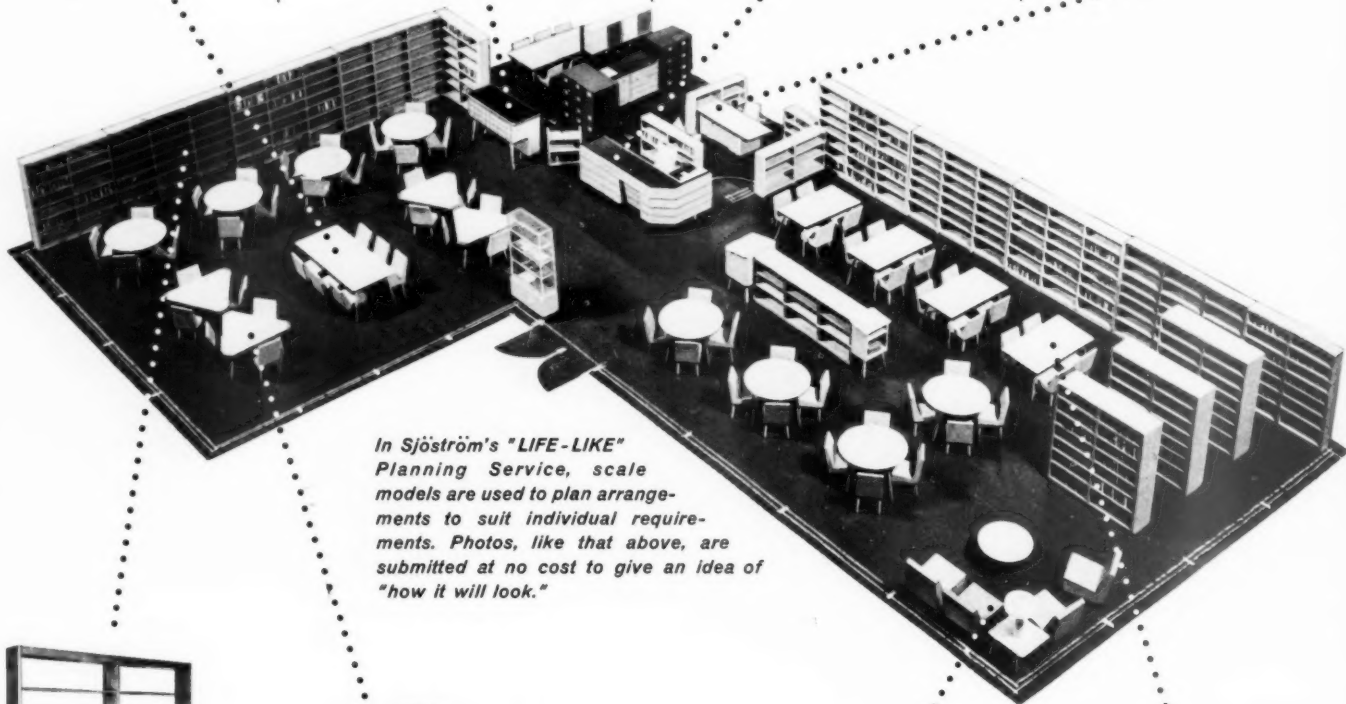 In Sjöström's "LIFE-LIKE"
Planning Service, scale
models are used to plan arrange-
ments to suit individual require-
ments. Photos, like that above, are
submitted at no cost to give an idea of
"how it will look."